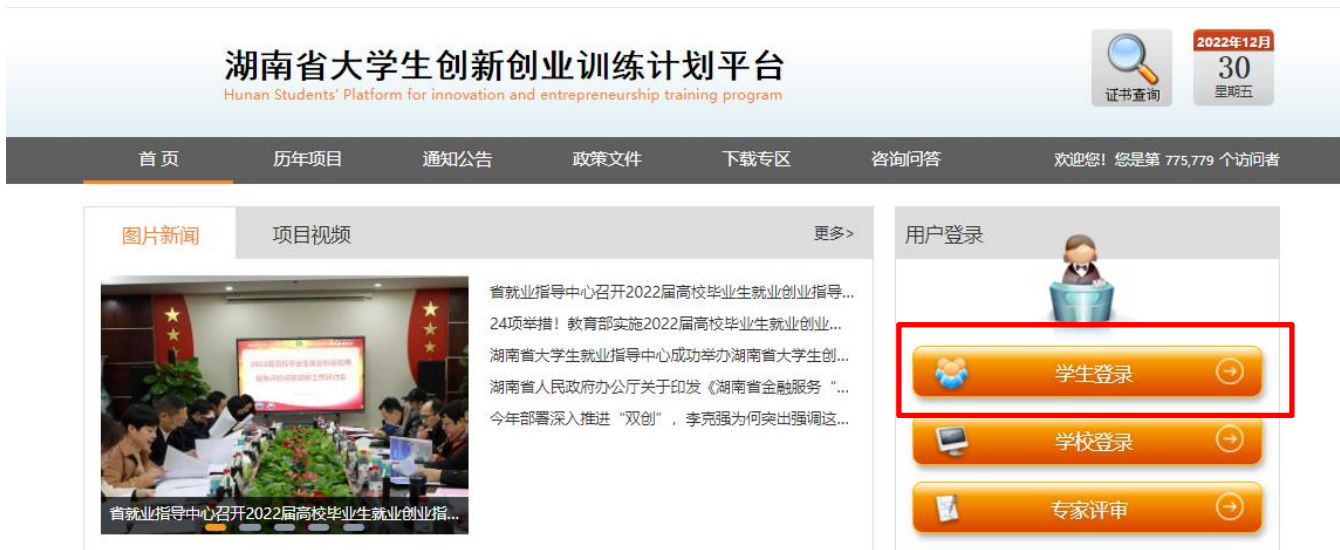 湖南省大学生创新创业训练计划平台
Hunan Students' Platform for innovation and entrepreneurship training program
证书查询
2022年12月
30
星期五
首页
历年项目
通知公告
政策文件
下载专区
咨询问答
欢迎您！您是第 775,779 个访问者
图片新闻
项目视频
更多>
省就业指导中心召开2022届高校毕业生就业创业指导...
24项举措！教育部实施2022届高校毕业生就业创业...
湖南省大学生就业指导中心成功举办湖南省大学生创...
湖南省人民政府办公厅关于印发《湖南省金融服务“...
今年部署深入推进“双创”，李克强为何突出强调这...
省就业指导中心召开2022届高校毕业生就业创业指...
用户登录
学生登录
学校登录
专家评审